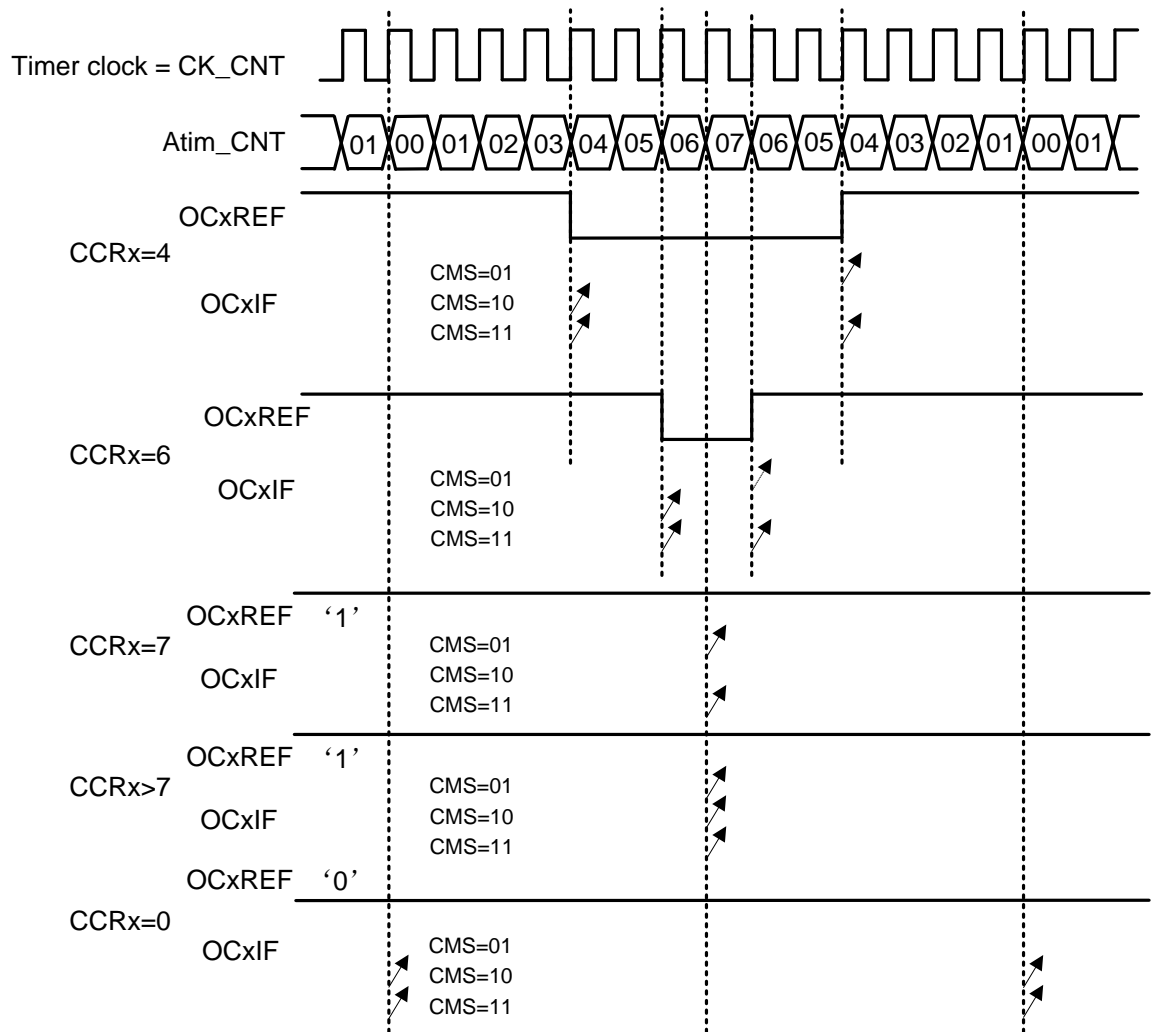 Timer clock = CK_CNT
Atim_CNT 01 00 01 02 03 04 05 06 07 06 05 04 03 02 01 00 01
OCxREF
CCRx=4
OCxIF
CMS=01
CMS=10
CMS=11
OCxREF
CCRx=6
OCxIF
CMS=01
CMS=10
CMS=11
OCxREF ‘1’
CCRx=7
OCxIF
CMS=01
CMS=10
CMS=11
OCxREF ‘1’
CCRx>7
OCxIF
CMS=01
CMS=10
CMS=11
OCxREF ‘0’
CCRx=0
OCxIF
CMS=01
CMS=10
CMS=11